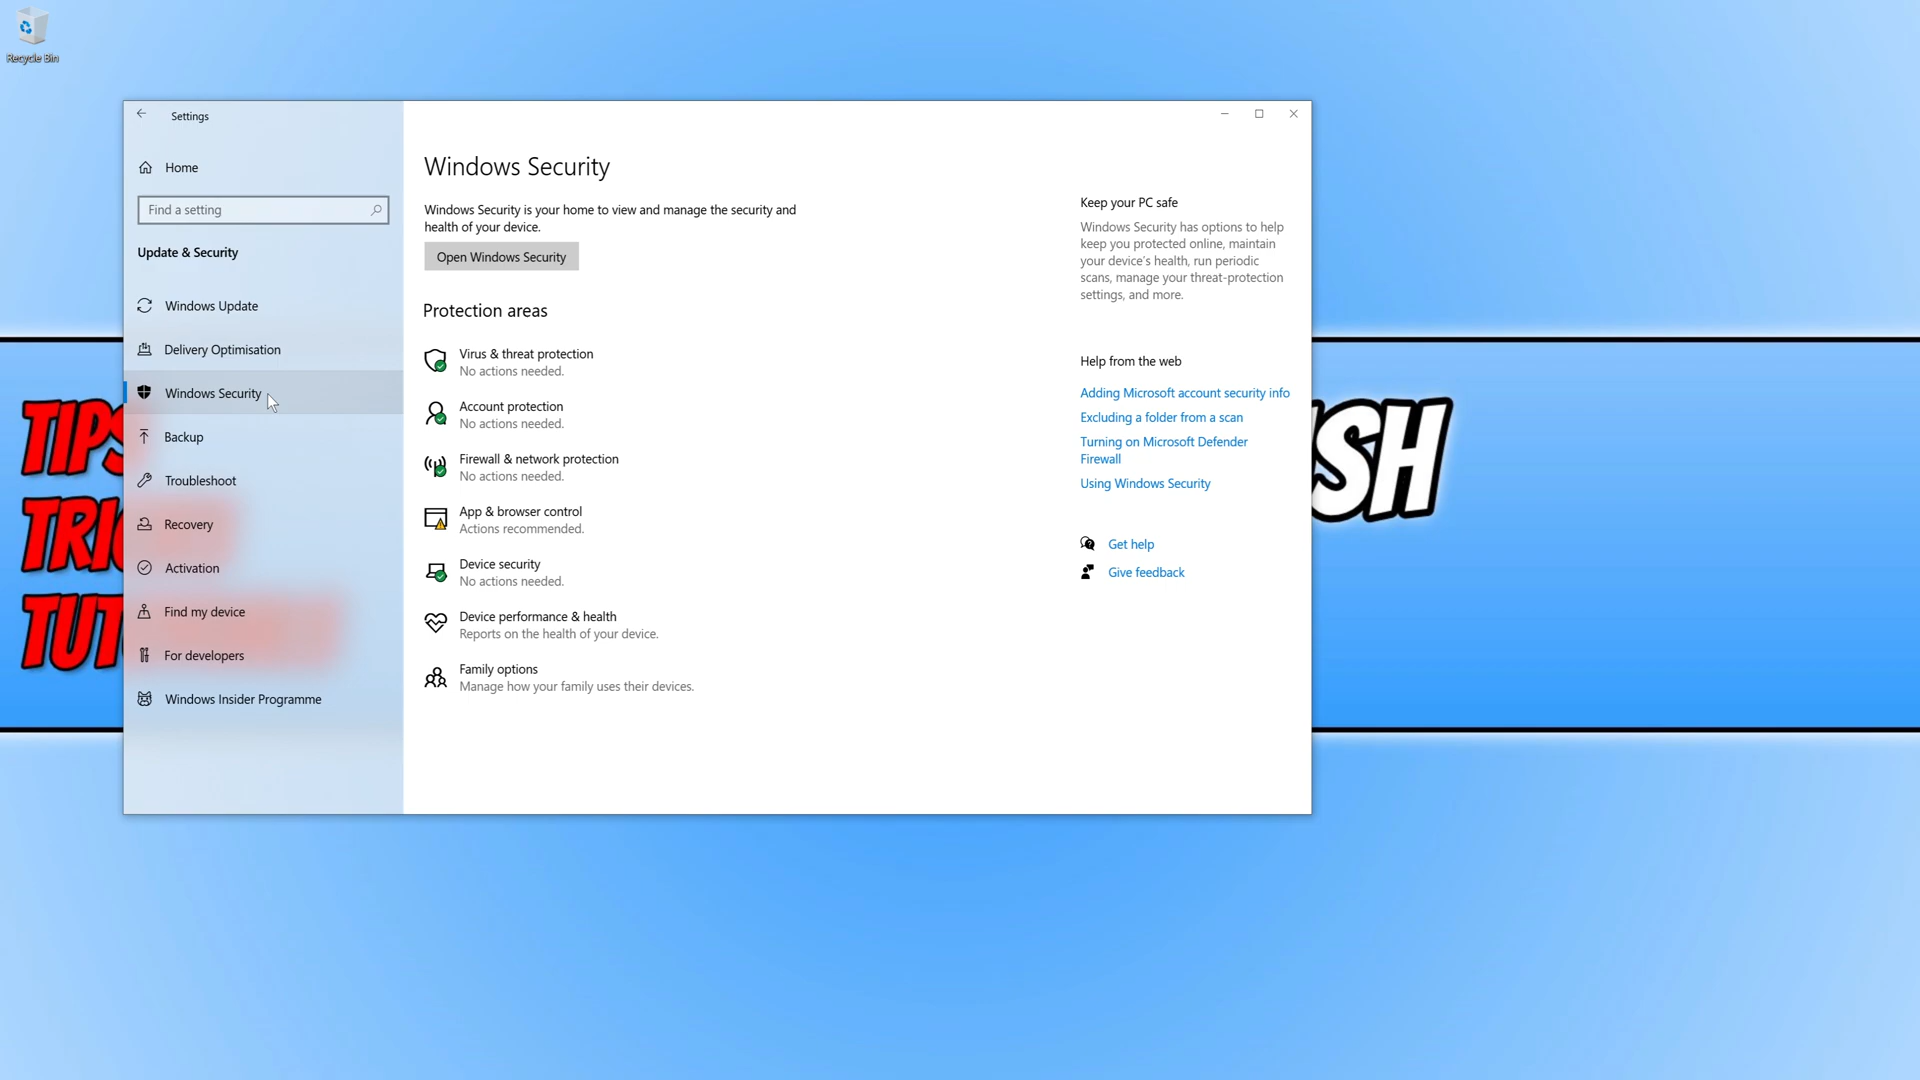 Recycle Bin
Settings
Home
Find a setting
Update & Security
Windows Update
Delivery Optimisation
Windows Security
Backup
Troubleshoot
Recovery
Activation
Find my device
For developers
Windows Insider Programme
Windows Security
Windows Security is your home to view and manage the security and
health of your device.
Open Windows Security
Protection areas
Virus & threat protection
No actions needed.
Account protection
No actions needed.
Firewall & network protection
No actions needed.
App & browser control
Actions recommended.
Device security
No actions needed.
Device performance & health
Reports on the health of your device.
Family options
Manage how your family uses their devices.
Keep your PC safe
Windows Security has options to help
keep you protected online, maintain
your device's health, run periodic
scans, manage your threat-protection
settings, and more.
Help from the web
Adding Microsoft account security info
Excluding a folder from a scan
Turning on Microsoft Defender
Firewall
Using Windows Security
Get help
Give feedback
TIPS
TRI
TUT
SH